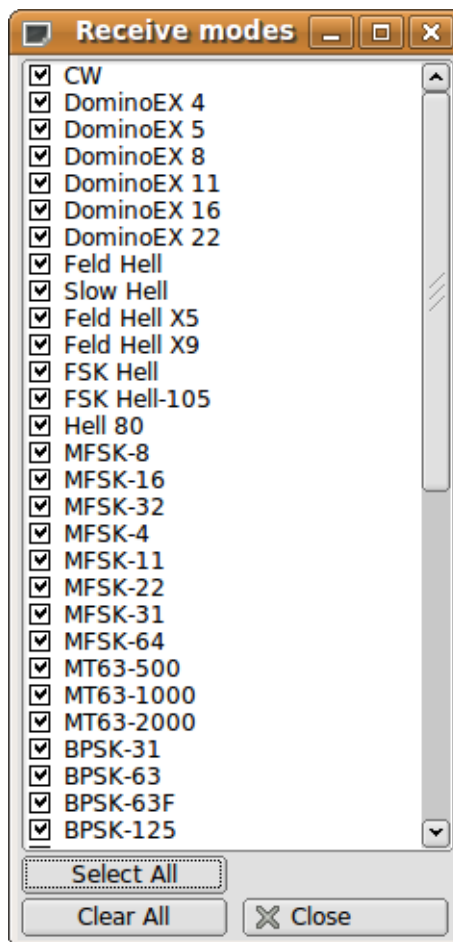 Receive modes
CW
DominoEX 4
DominoEX 5
DominoEX 8
DominoEX 11
DominoEX 16
DominoEX 22
Feld Hell
Slow Hell
Feld Hell X5
Feld Hell X9
FSK Hell
FSK Hell-105
Hell 80
MFSK-8
MFSK-16
MFSK-32
MFSK-4
MFSK-11
MFSK-22
MFSK-31
MFSK-64
MT63-500
MT63-1000
MT63-2000
BPSK-31
BPSK-63
BPSK-63F
BPSK-125
Select All
Clear All Close